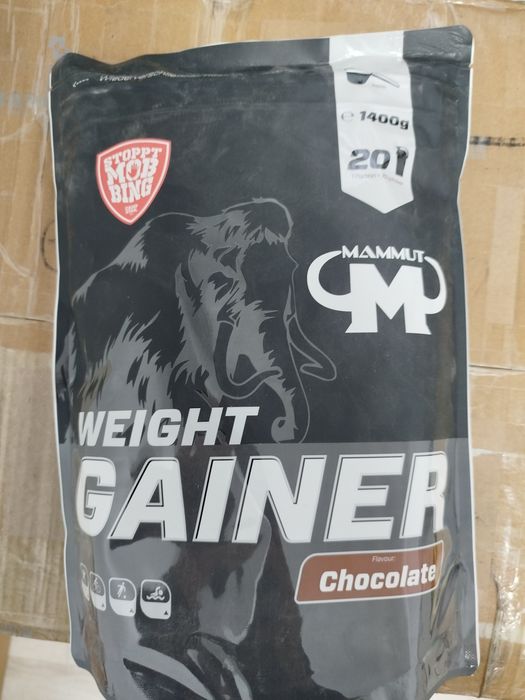 ℮ 1400g
20
STOPPT
MOB
BING
MAMMUT
M
WEIGHT
GAINER
Flavour:
Chocolate